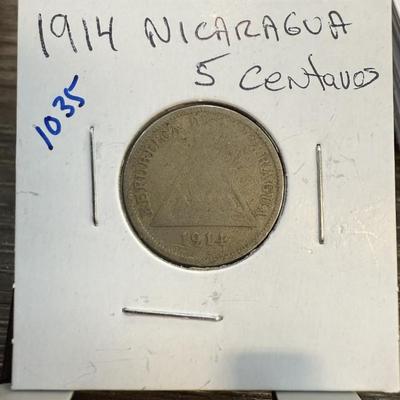 1914 NICARAGUA
5 Centavos
1035
REPUBLICA DE NICARAGUA
1914